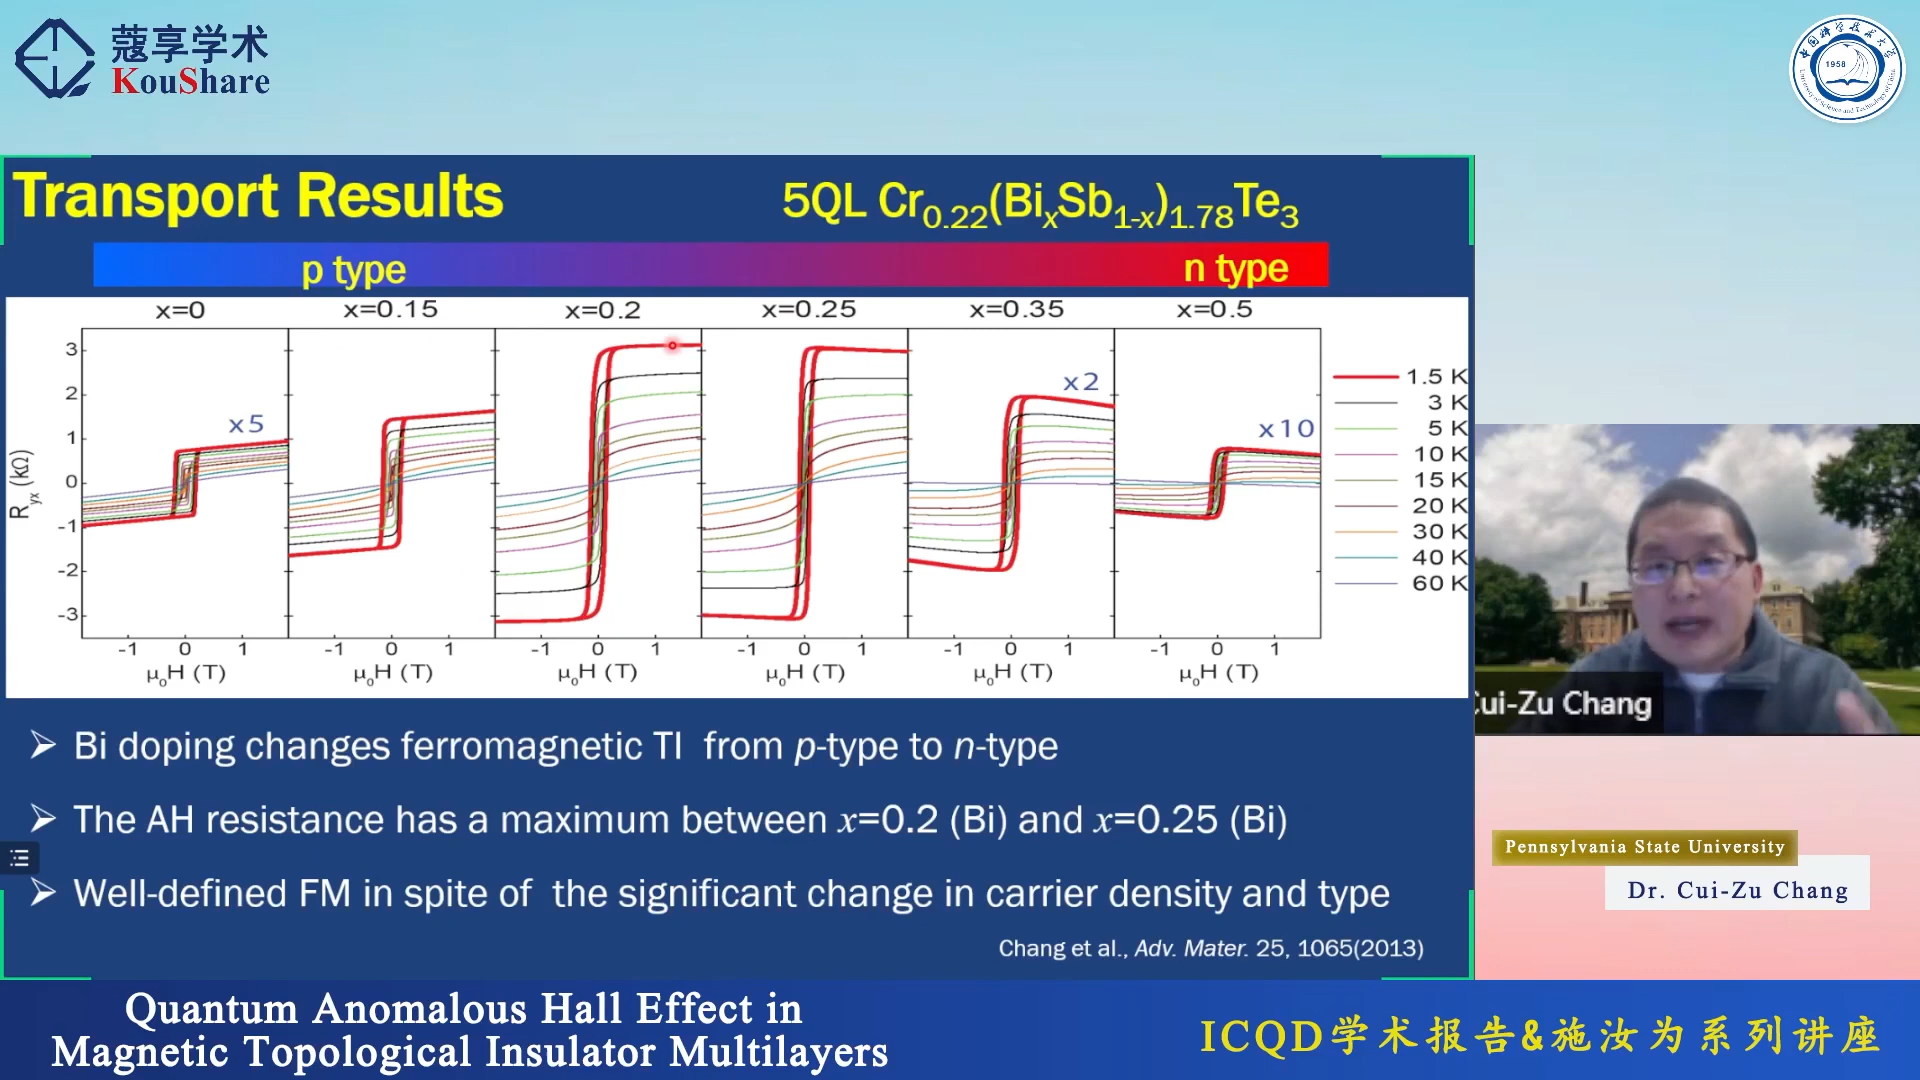 蔻享学术
KouShare
1958
Transport Results
5QL Cr0.22(BixSb1-x)1.78Te3
p type
n type
x=0
x=0.15
x=0.2
x=0.25
x=0.35
x=0.5
x5
x2
x10
Ryx (kΩ)
3
2
1
0
-1
-2
-3
-1 0 1
-1 0 1
-1 0 1
-1 0 1
-1 0 1
-1 0 1
μ0H (T)
μ0H (T)
μ0H (T)
μ0H (T)
μ0H (T)
μ0H (T)
1.5 K
3 K
5 K
10 K
15 K
20 K
30 K
40 K
60 K
➢ Bi doping changes ferromagnetic TI from p-type to n-type
➢ The AH resistance has a maximum between x=0.2 (Bi) and x=0.25 (Bi)
➢ Well-defined FM in spite of the significant change in carrier density and type
Chang et al., Adv. Mater. 25, 1065(2013)
Cui-Zu Chang
Pennsylvania State University
Dr. Cui-Zu Chang
Quantum Anomalous Hall Effect in
Magnetic Topological Insulator Multilayers
ICQD学术报告&施汝为系列讲座